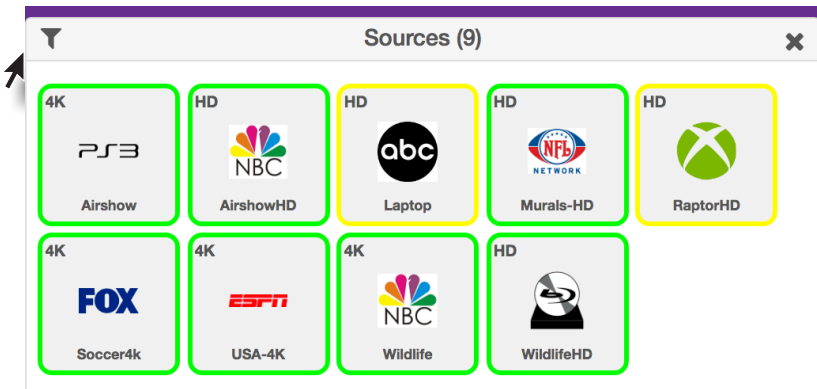 Sources (9)
4K HD HD HD HD
PS3 NBC abc NFL NETWORK
Airshow AirshowHD Laptop Murals-HD RaptorHD
4K 4K 4K HD
FOX ESPN NBC BD
Soccer4k USA-4K Wildlife WildlifeHD